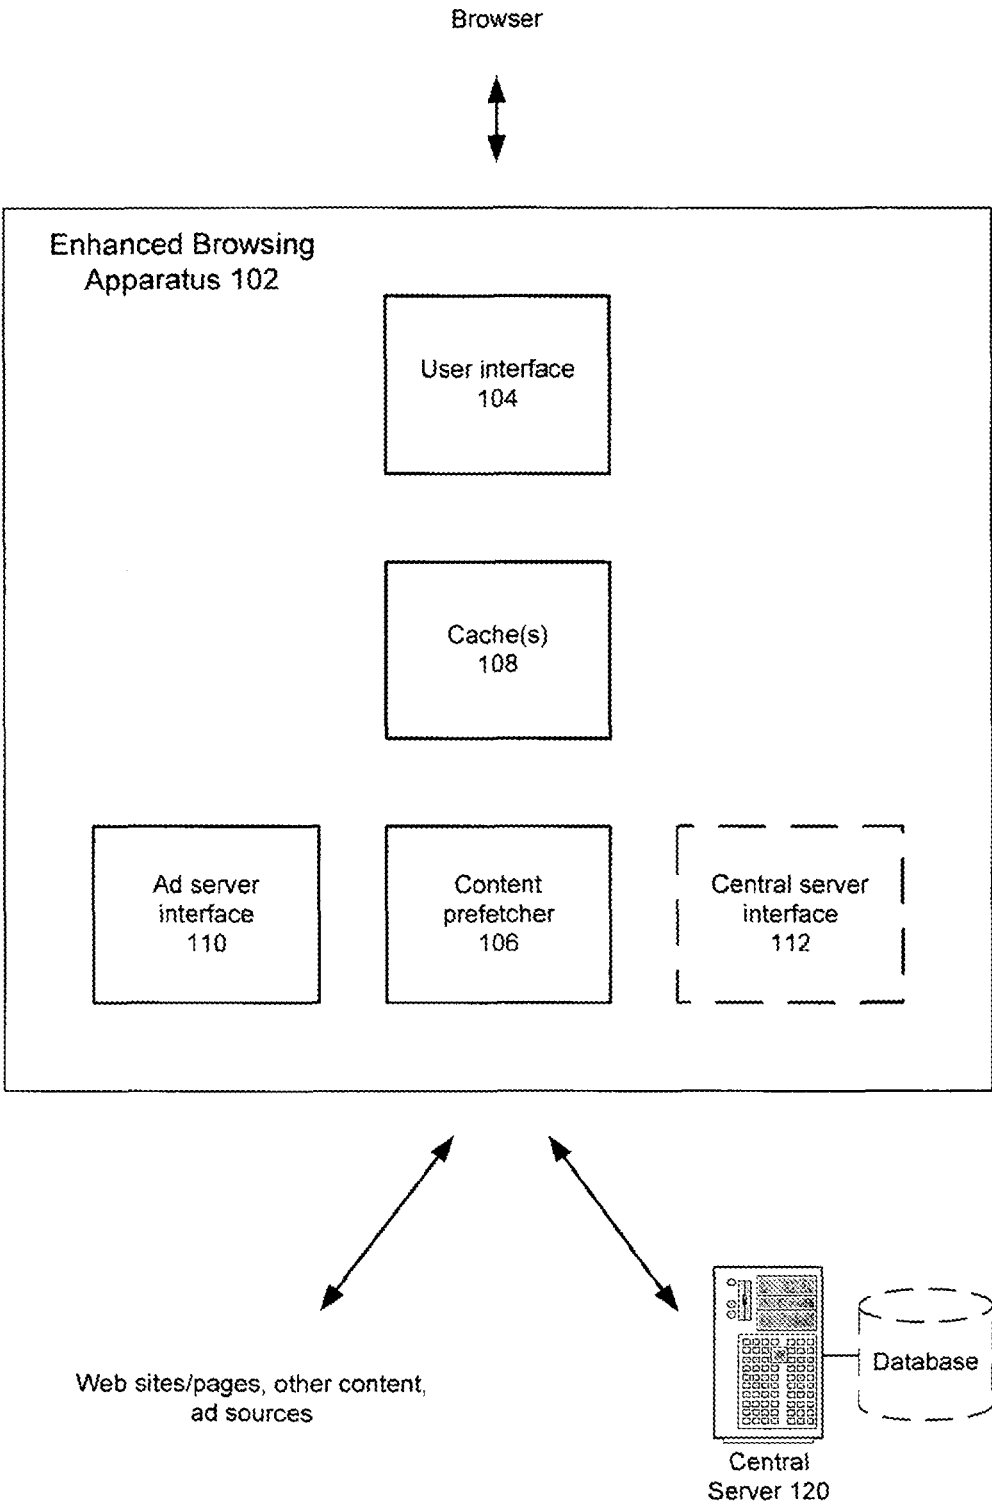 Browser
Enhanced Browsing
Apparatus 102
User interface
104
Cache(s)
108
Ad server
interface
110
Content
prefetcher
106
Central server
interface
112
Web sites/pages, other content,
ad sources
Database
Central
Server 120